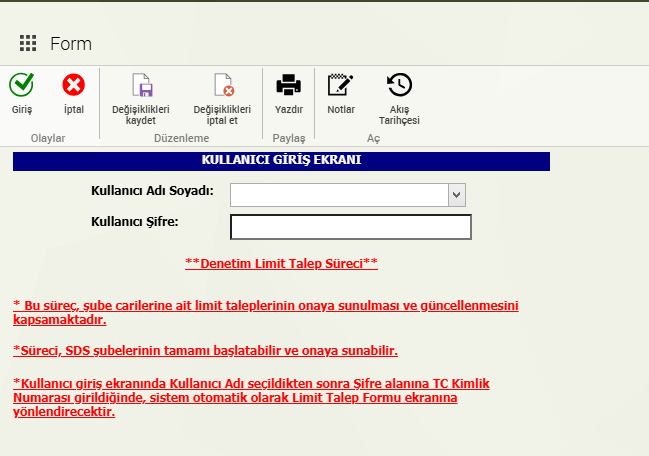 Form
Giriş
İptal
Değişiklikleri
kaydet
Değişiklikleri
iptal et
Yazdır
Notlar
Akış
Tarihçesi
Olaylar
Düzenleme
Paylaş
Aç
KULLANICI GİRİŞ EKRANI
Kullanıcı Adı Soyadı:
Kullanıcı Şifre:
**Denetim Limit Talep Süreci**
* Bu süreç, şube carilerine ait limit taleplerinin onaya sunulması ve güncellenmesini
kapsamaktadır.
*Süreci, SDS şubelerinin tamamı başlatabilir ve onaya sunabilir.
*Kullanıcı giriş ekranında Kullanıcı Adı seçildikten sonra Şifre alanına TC Kimlik
Numarası girildiğinde, sistem otomatik olarak Limit Talep Formu ekranına
yönlendirecektir.